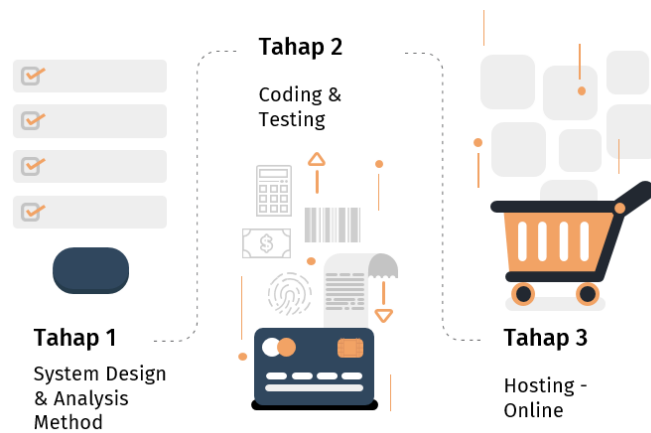 Tahap 1
System Design
& Analysis
Method
Tahap 2
Coding &
Testing
Tahap 3
Hosting -
Online